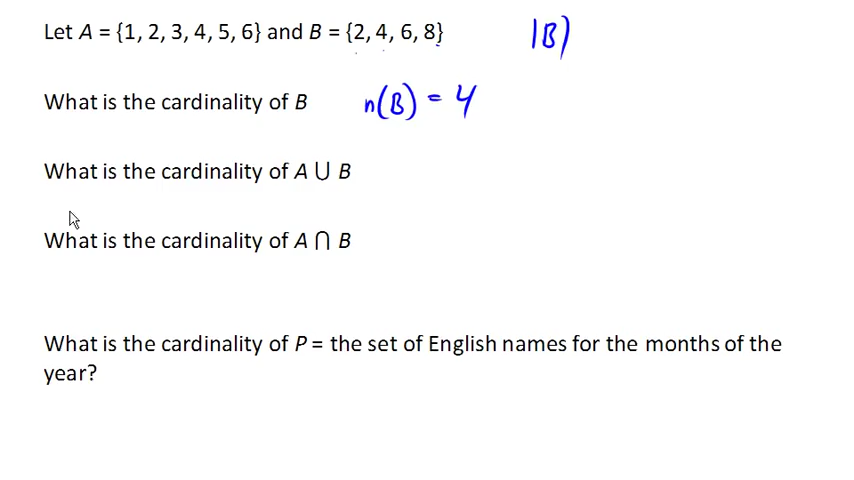 Let A = {1, 2, 3, 4, 5, 6} and B = {2, 4, 6, 8} |B|
What is the cardinality of B n(B) = 4
What is the cardinality of A ⋃ B
What is the cardinality of A ⋂ B
What is the cardinality of P = the set of English names for the months of the
year?